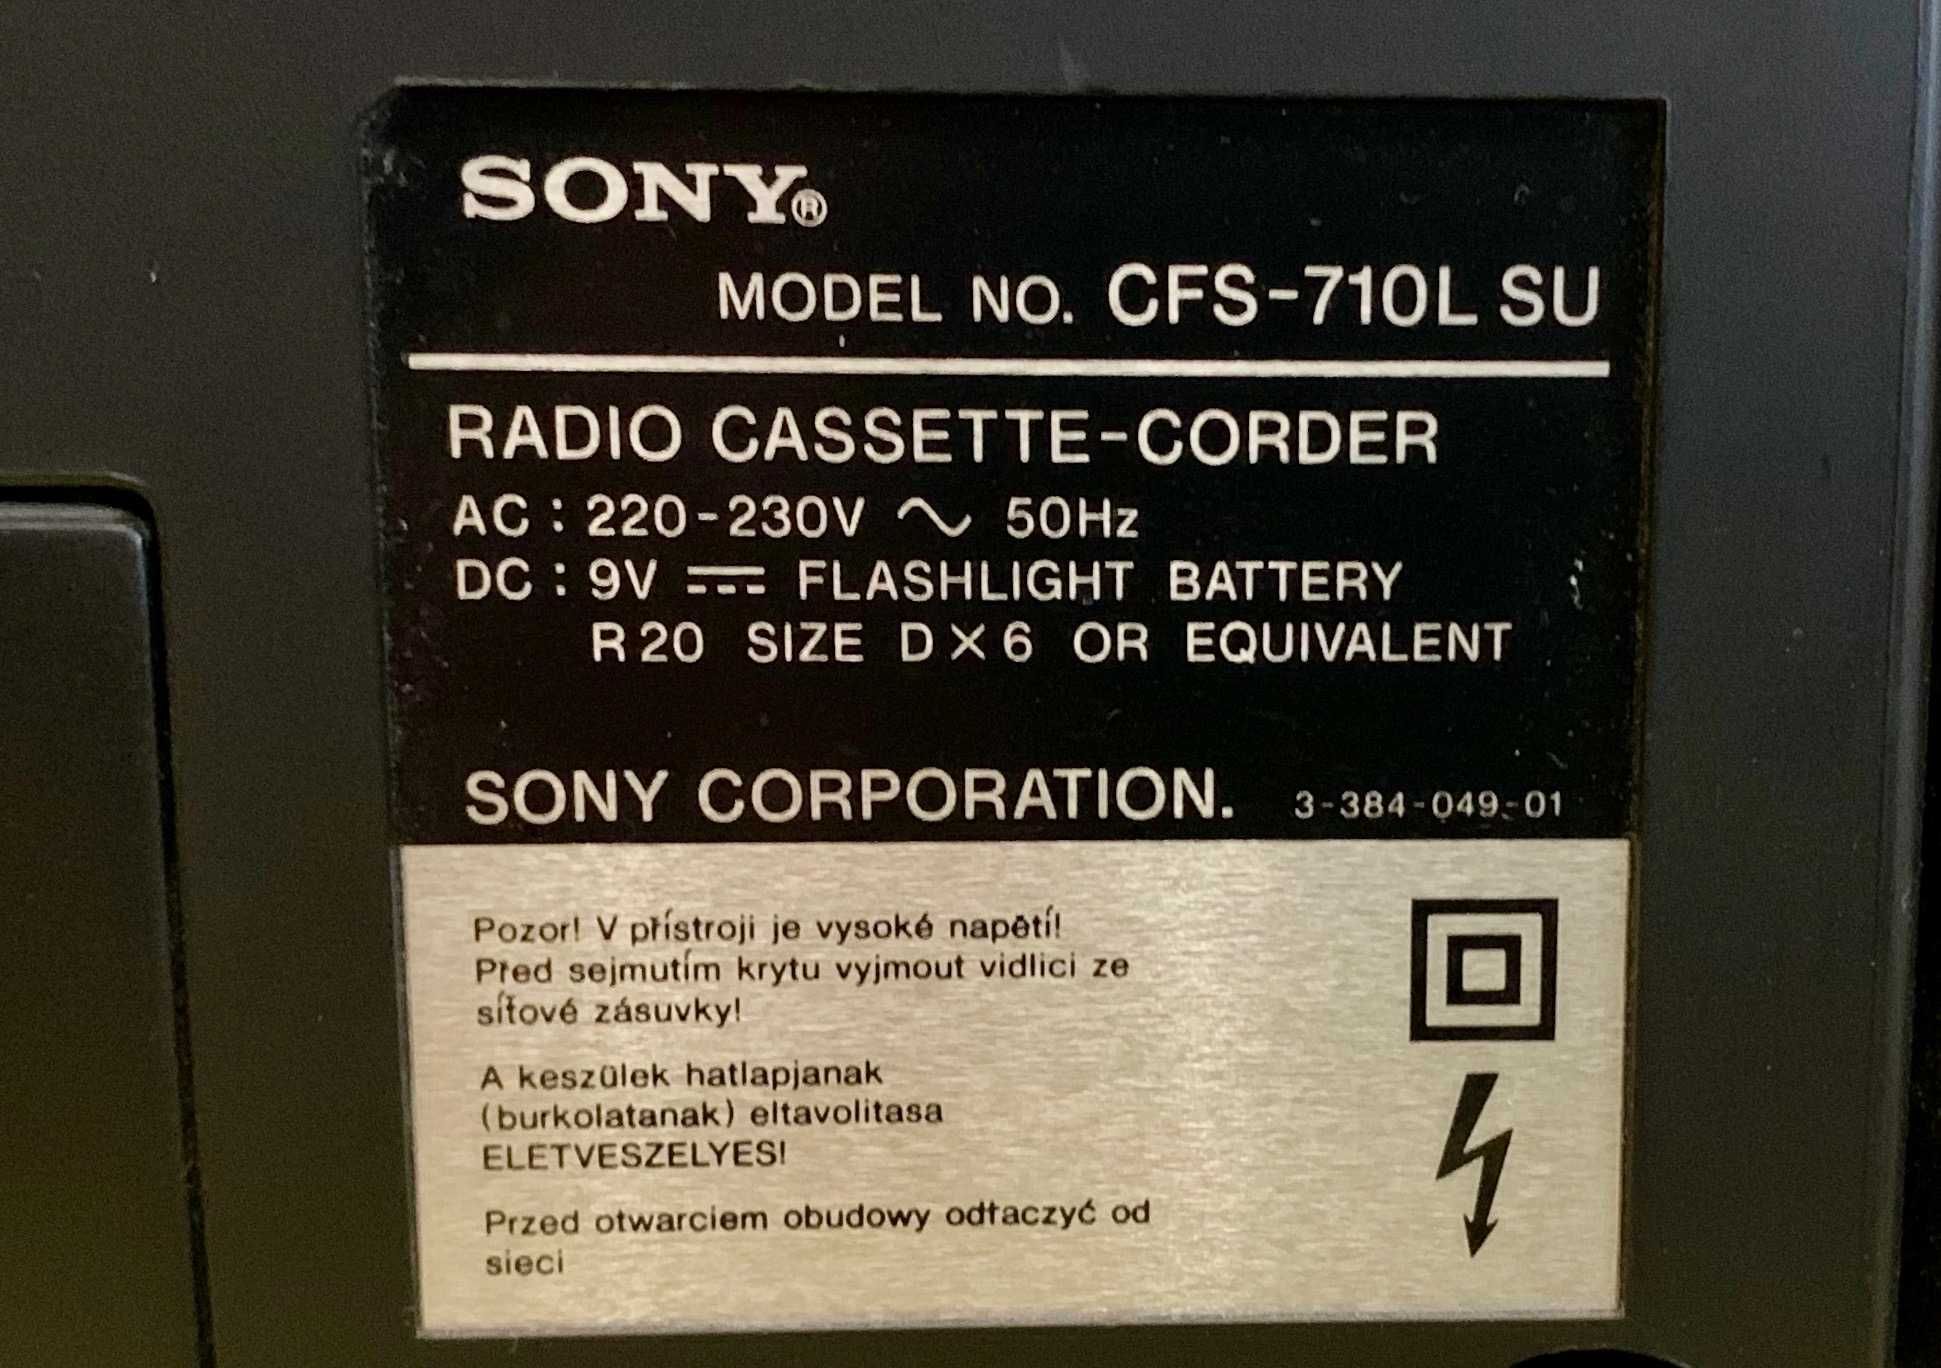 SONY®
MODEL NO. CFS-710L SU
RADIO CASSETTE-CORDER
AC : 220-230V ∿ 50Hz
DC : 9V ⎓ FLASHLIGHT BATTERY
R20 SIZE D×6 OR EQUIVALENT
SONY CORPORATION. 3-384-049-01
Pozor! V přístroji je vysoké napětí!
Před sejmutím krytu vyjmout vidlici ze
síťové zásuvky!
A keszülek hatlapjanak
(burkolatanak) eltavolitasa
ELETVESZELYES!
Przed otwarciem obudowy odłaczyć od
sieci